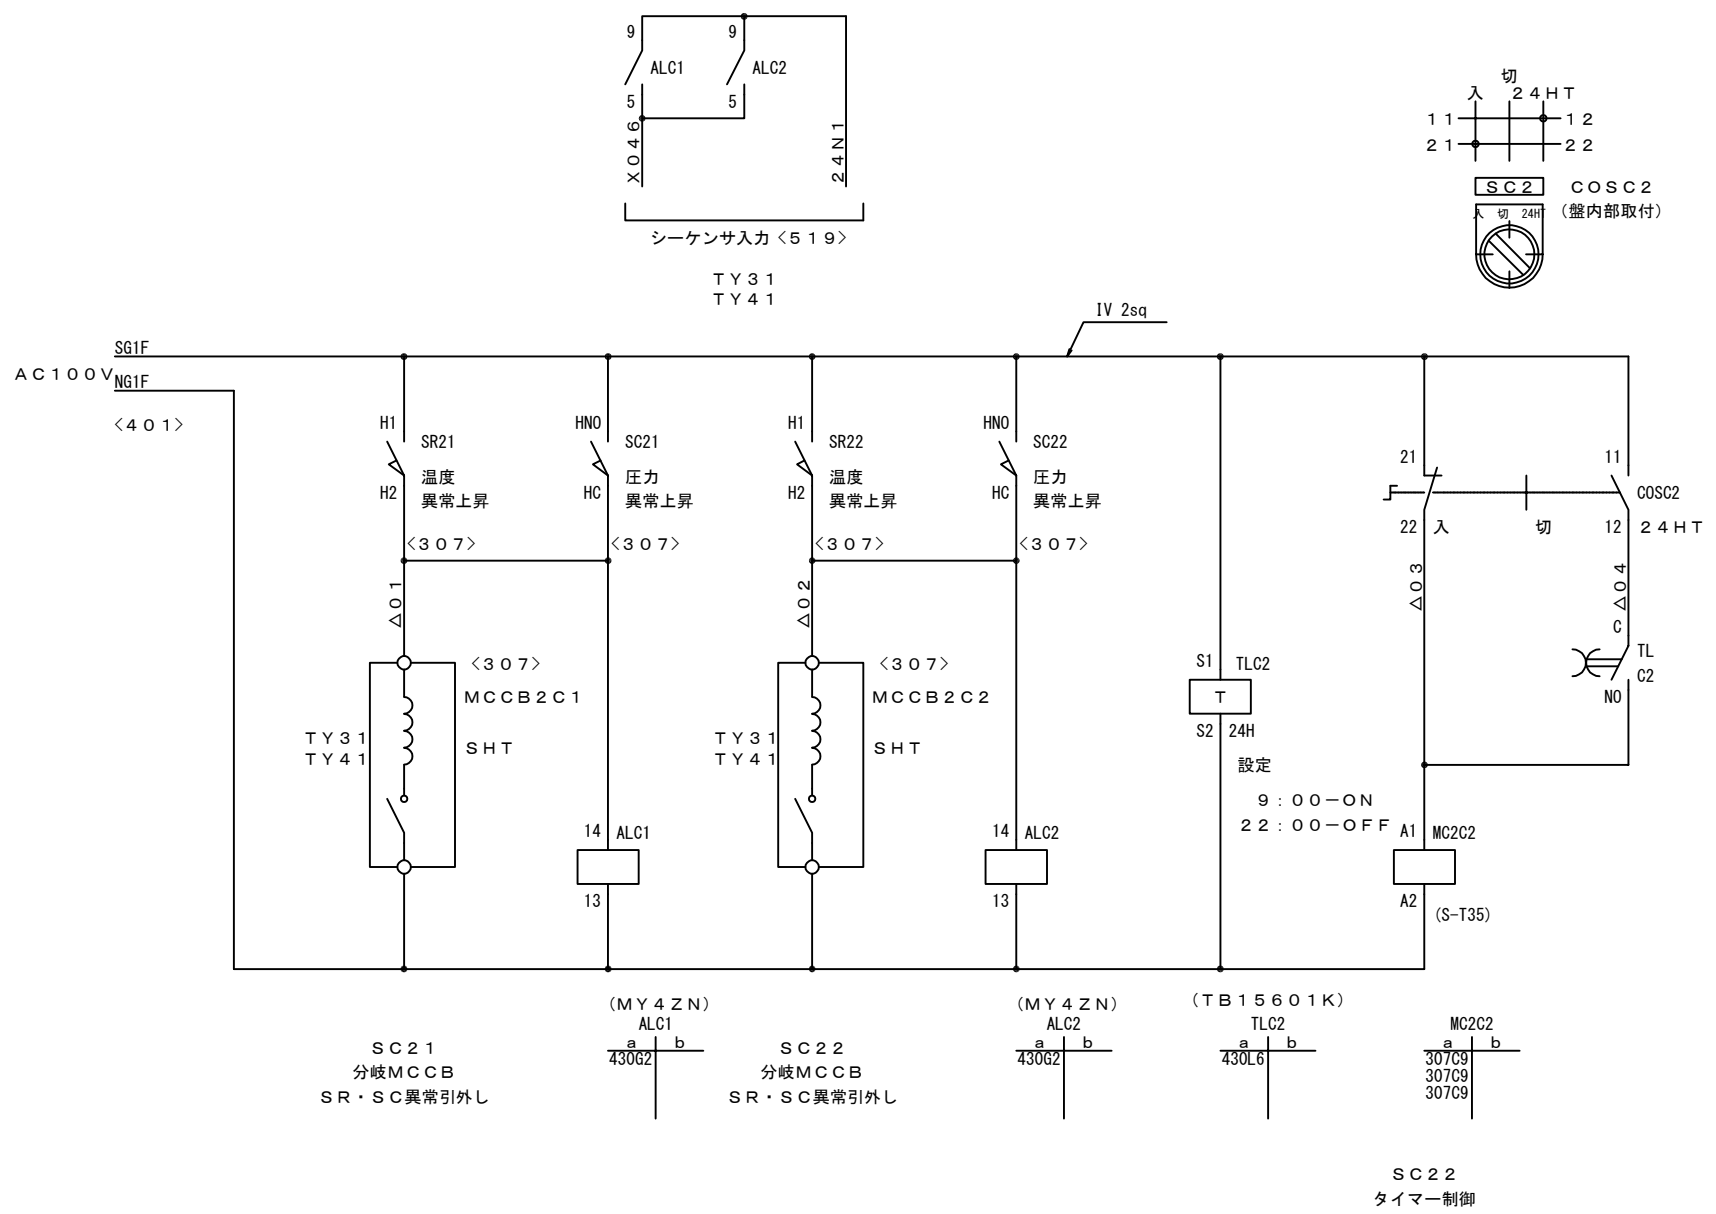 9
9
ALC1
ALC2
5
5
X046
24N1
シーケンサ入力<519>
TY31
TY41
切
入
24HT
11
12
21
22
SC2
COSC2
入 切 24HT
(盤内部取付)
IV 2sq
SG1F
AC100V
NG1F
<401>
H1
SR21
温度
異常上昇
H2
<307>
HNO
SC21
圧力
異常上昇
HC
<307>
H1
SR22
温度
異常上昇
H2
<307>
HNO
SC22
圧力
異常上昇
HC
<307>
21
22
入
切
11
COSC2
12
24HT
△01
△02
△03
△04
<307>
MCCB2C1
TY31
TY41
SHT
<307>
MCCB2C2
TY31
TY41
SHT
S1
TLC2
T
S2
24H
設定
9:00-ON
22:00-OFF
C
TL
C2
NO
14
ALC1
13
14
ALC2
13
A1
MC2C2
A2
(S-T35)
(MY4ZN)
ALC1
a b
430G2
(MY4ZN)
ALC2
a b
430G2
(TB15601K)
TLC2
a b
430L6
MC2C2
a b
307C9
307C9
307C9
SC21
分岐MCCB
SR・SC異常引外し
SC22
分岐MCCB
SR・SC異常引外し
SC22
タイマー制御